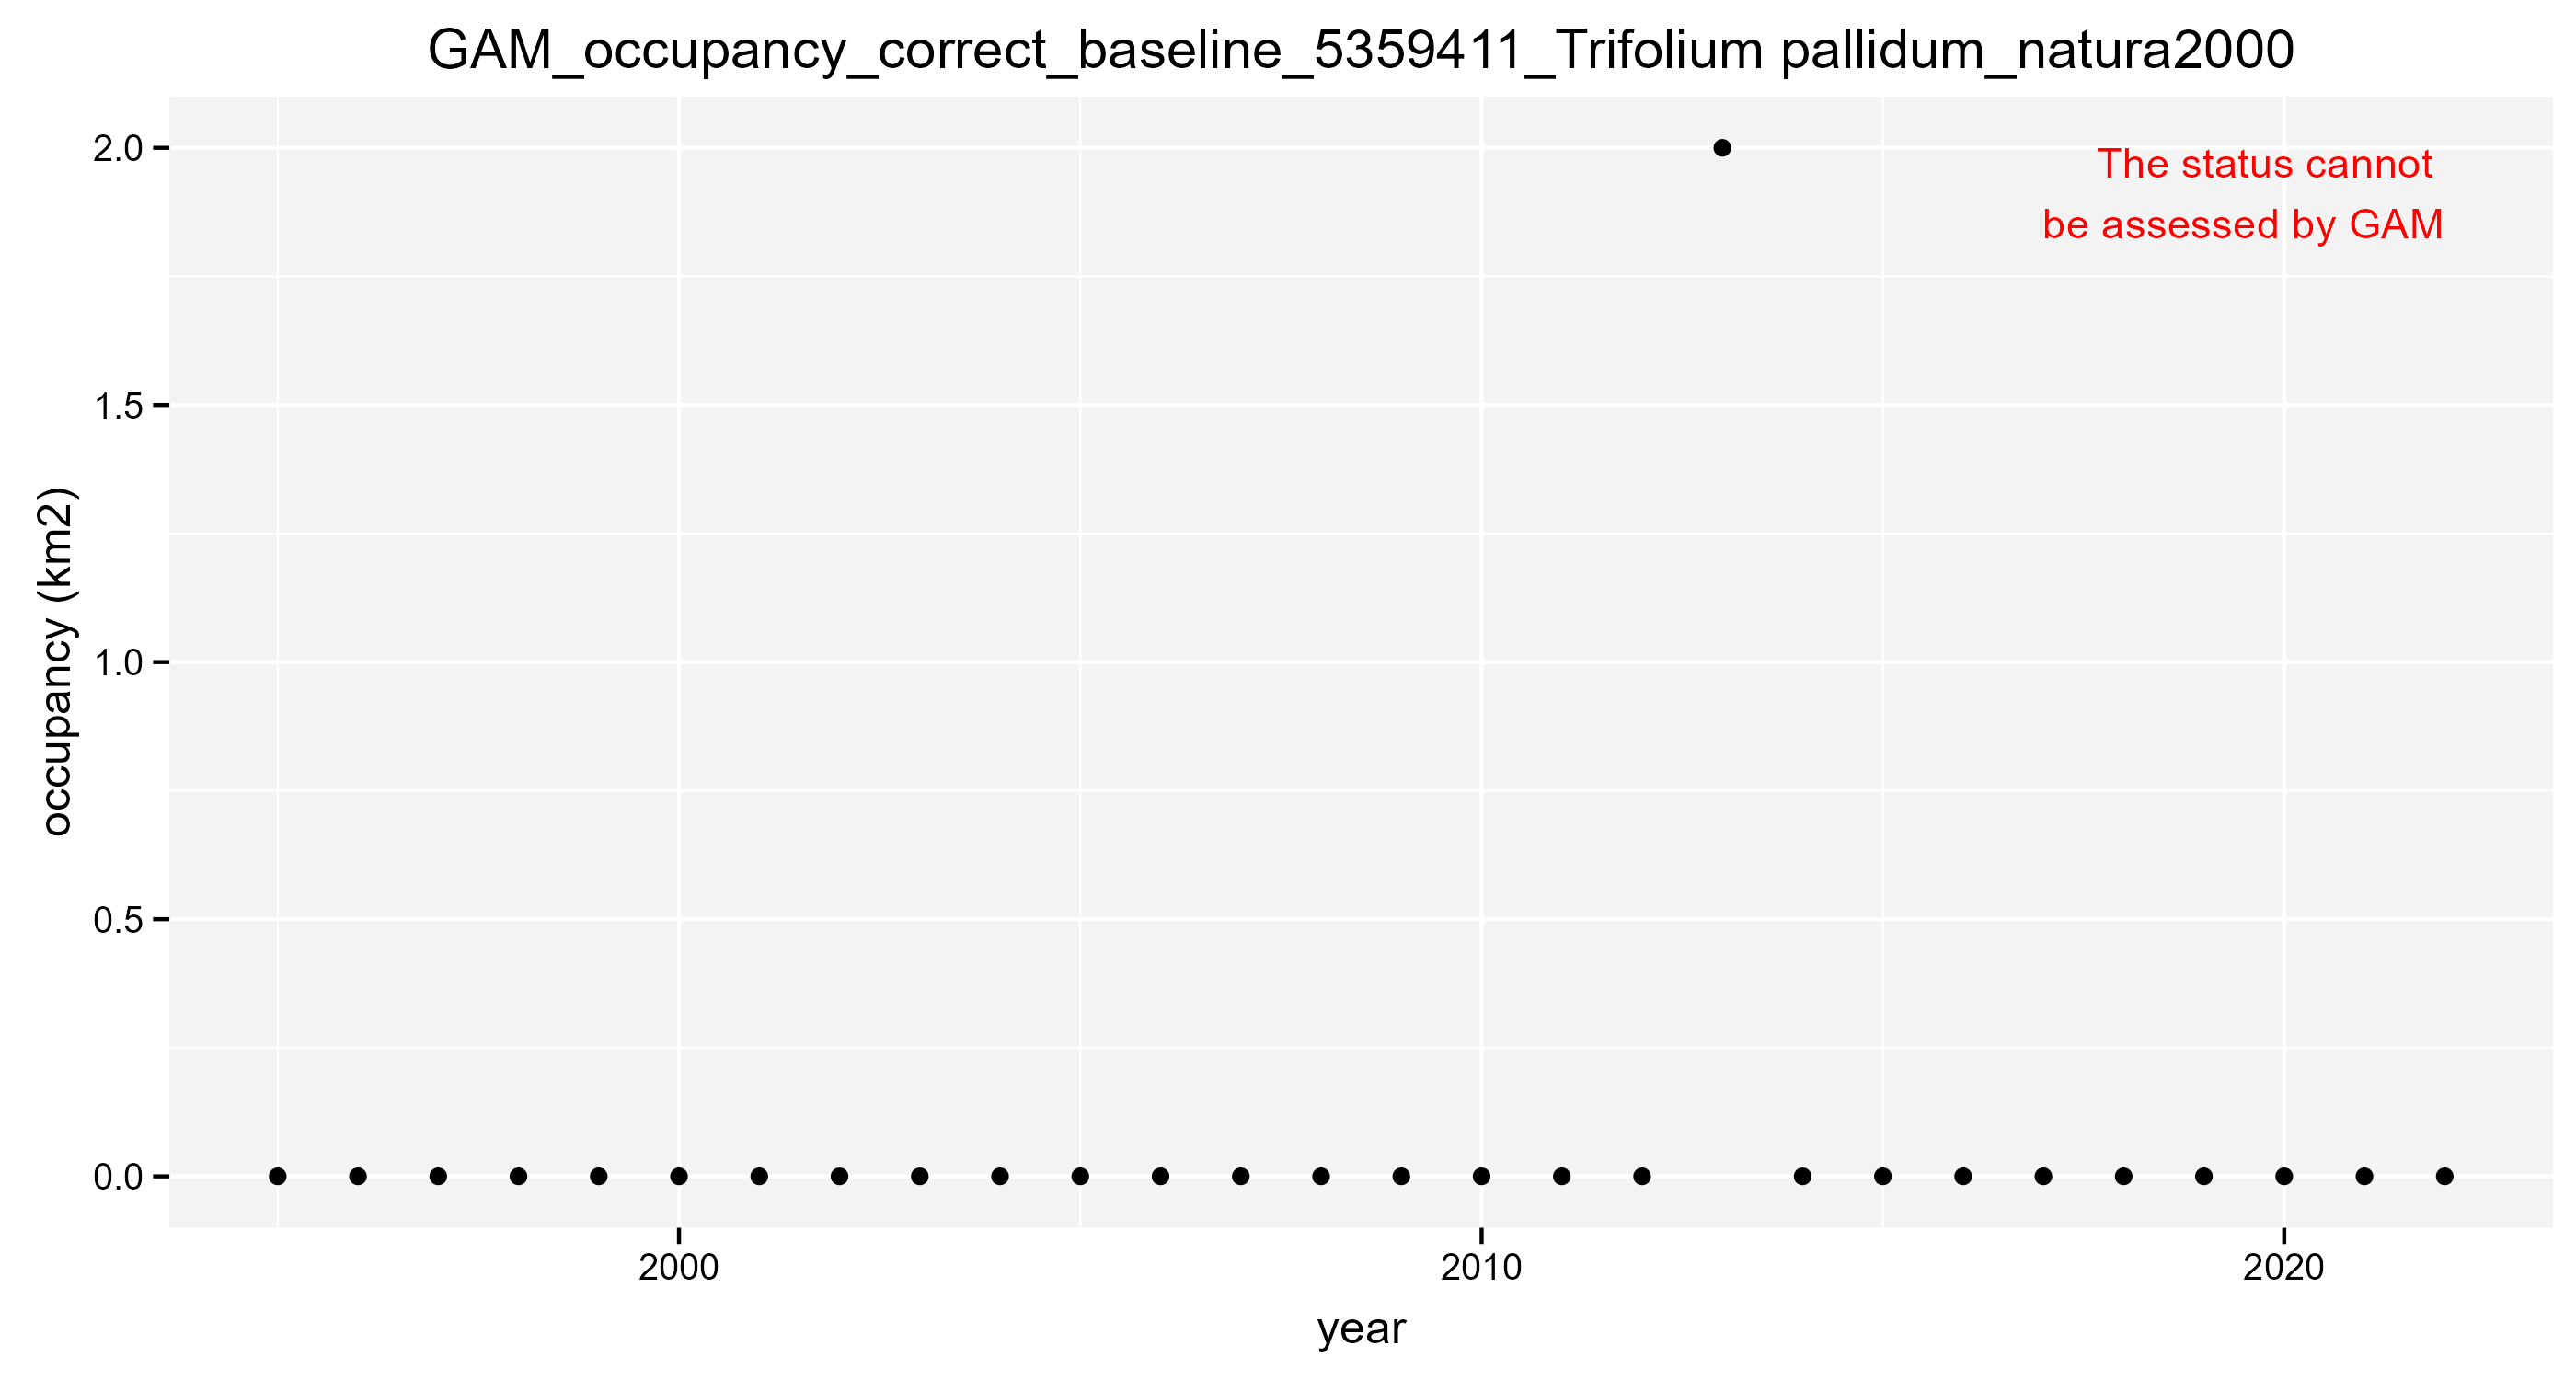 GAM_occupancy_correct_baseline_5359411_Trifolium pallidum_natura2000
The status cannot
be assessed by GAM
occupancy (km2)
2.0
1.5
1.0
0.5
0.0
2000
2010
2020
year